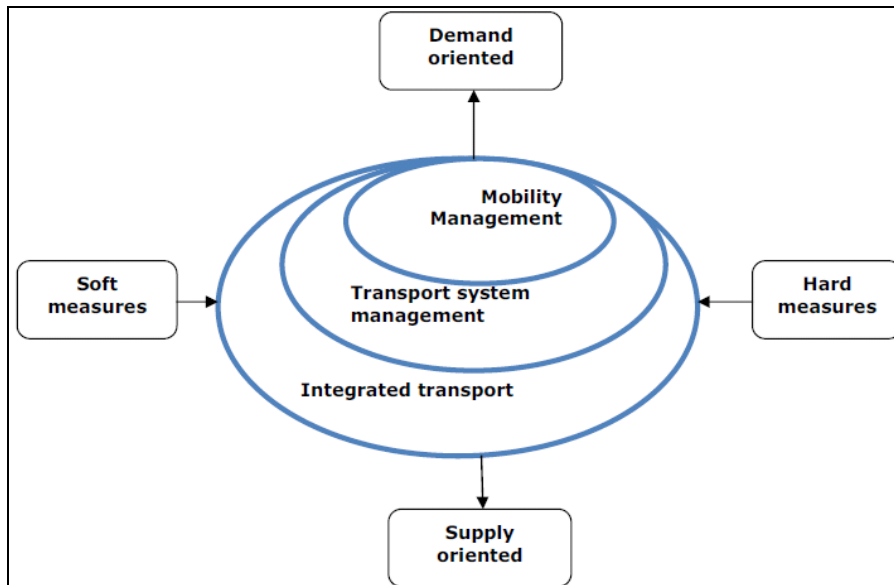 Demand
oriented
Mobility
Management
Soft
measures
Hard
measures
Transport system
management
Integrated transport
Supply
oriented